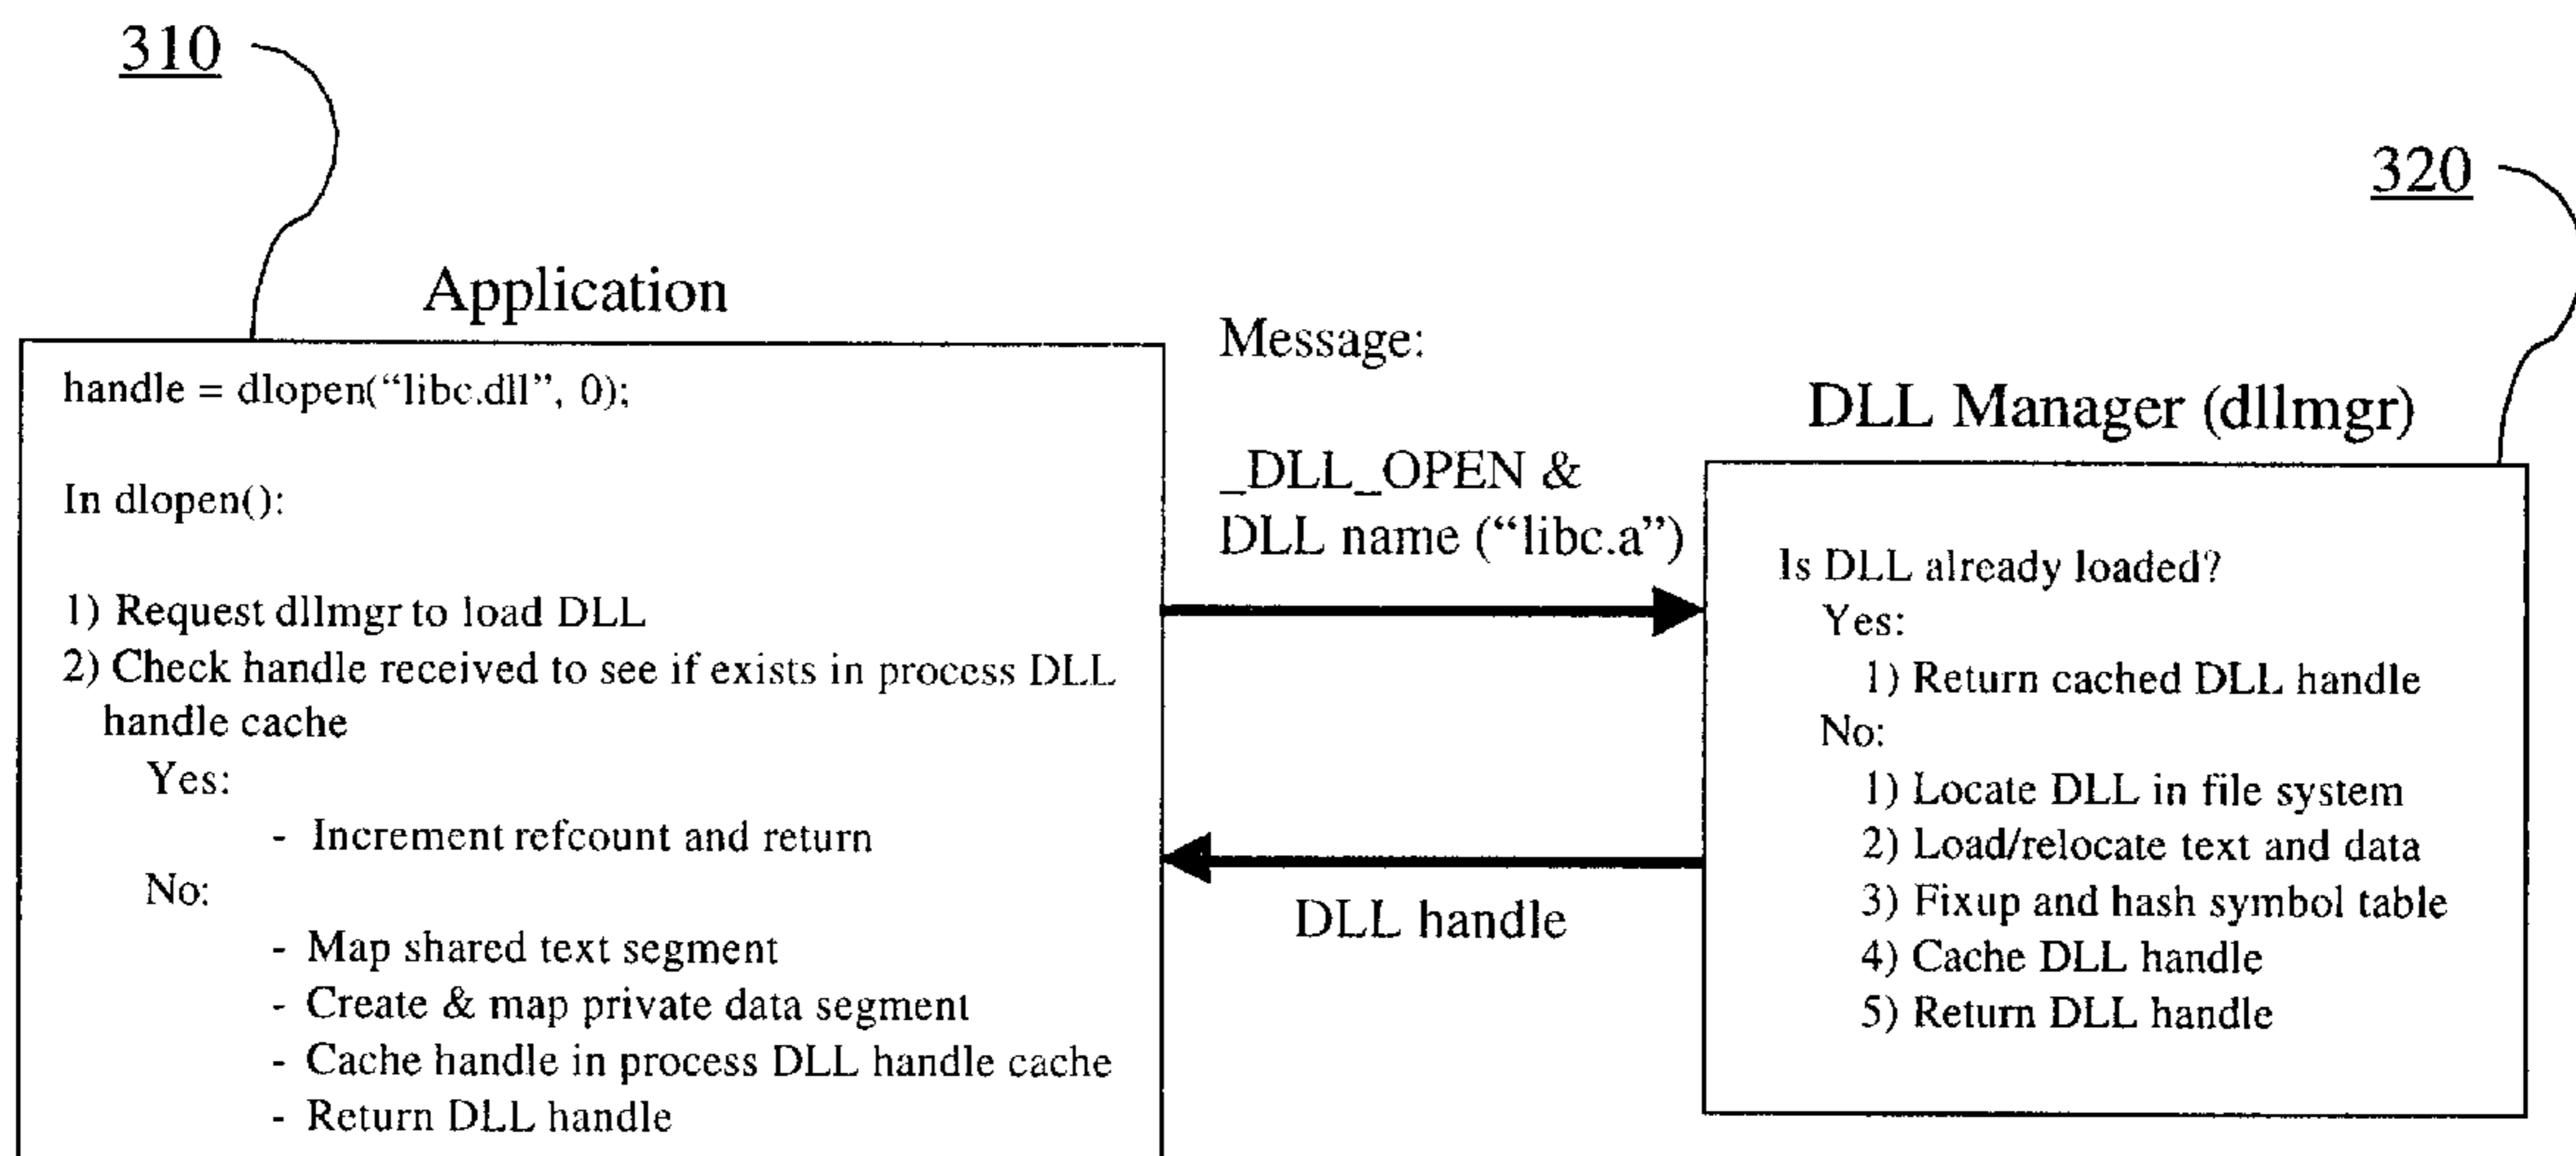 310
320
Application
handle = dlopen(“libc.dll”, 0);
In dlopen():
1) Request dllmgr to load DLL
2) Check handle received to see if exists in process DLL
handle cache
Yes:
- Increment refcount and return
No:
- Map shared text segment
- Create & map private data segment
- Cache handle in process DLL handle cache
- Return DLL handle
Message:
_DLL_OPEN &
DLL name (“libc.a”)
DLL handle
DLL Manager (dllmgr)
Is DLL already loaded?
Yes:
1) Return cached DLL handle
No:
1) Locate DLL in file system
2) Load/relocate text and data
3) Fixup and hash symbol table
4) Cache DLL handle
5) Return DLL handle